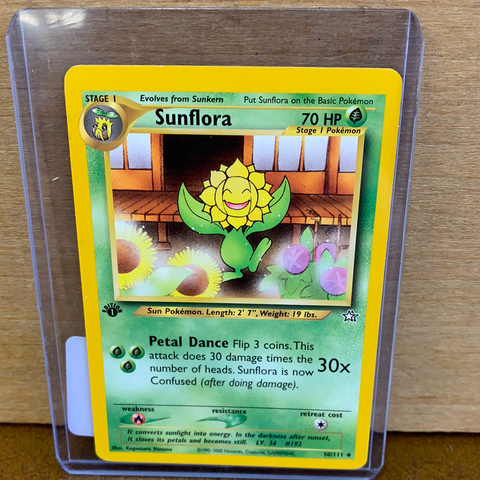 STAGE 1 Evolves from Sunkern Put Sunflora on the Basic Pokémon
Sunflora 70 HP
Stage 1 Pokémon
EDITION
1
Sun Pokémon. Length: 2' 7", Weight: 19 lbs.
Petal Dance Flip 3 coins. This
attack does 30 damage times the
number of heads. Sunflora is now
Confused (after doing damage).
30x
weakness resistance retreat cost
It converts sunlight into energy. In the darkness after sunset,
it closes its petals and becomes still. LV. 36 #192
Illus. Kagemaru Himeno ©1995-2000 Nintendo, Creatures, GAMEFREAK. 50/111